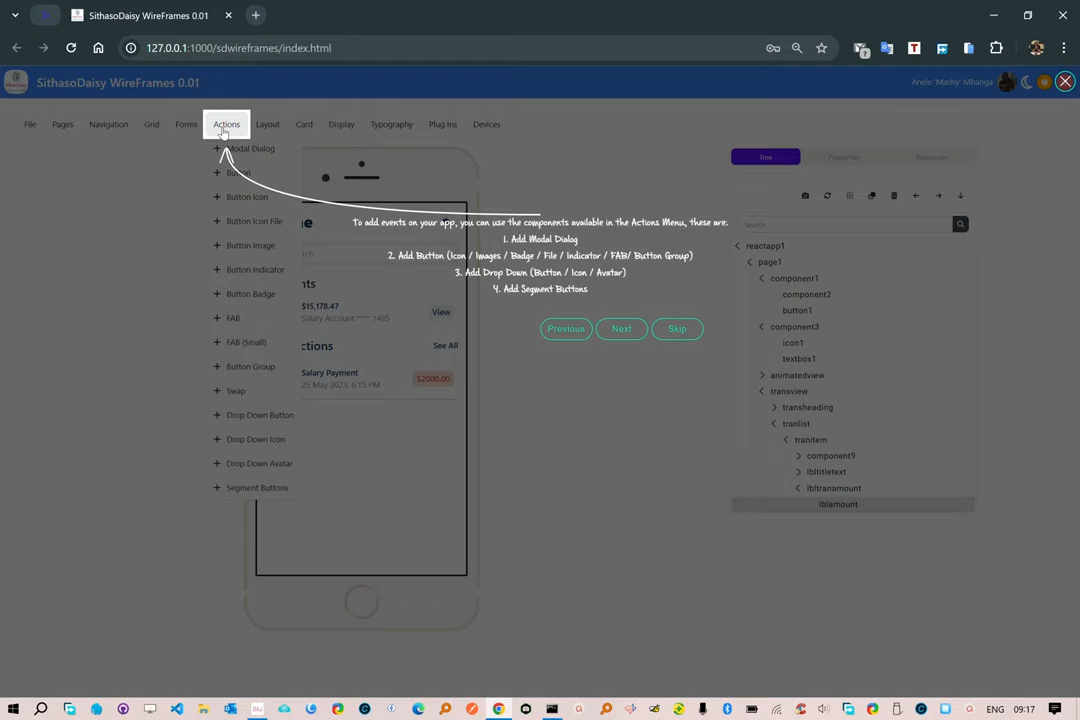 SithasoDaisy WireFrames 0.01
127.0.0.1:1000/sdwireframes/index.html
SithasoDaisy WireFrames 0.01
Anele 'Mashy' Mbanga
File Pages Navigation Grid Forms Actions Layout Card Display Typography Plug Ins Devices
Modal Dialog
Button
Button Icon
Button Icon File
Button Image
Button Indicator
Button Badge
FAB
FAB (Small)
Button Group
Swap
Drop Down Button
Drop Down Icon
Drop Down Avatar
Segment Buttons
$15,178.47
Salary Account **** 1485
View
See All
Salary Payment
25 May 2023, 6.15 PM
$2000.00
To add events on your app, you can use the components available in the Actions Menu, these are:
1. Add Modal Dialog
2. Add Button (Icon / Images / Badge / File / Indicator / FAB/ Button Group)
3. Add Drop Down (Button / Icon / Avatar)
4. Add Segment Buttons
Previous Next Skip
Tree Properties Resources
Search
reactapp1
page1
component1
component2
button1
component3
icon1
textbox1
animatedview
transview
transheading
tranlist
tranitem
component9
lbltitletext
lbltranamount
lblamount
ENG 09:17